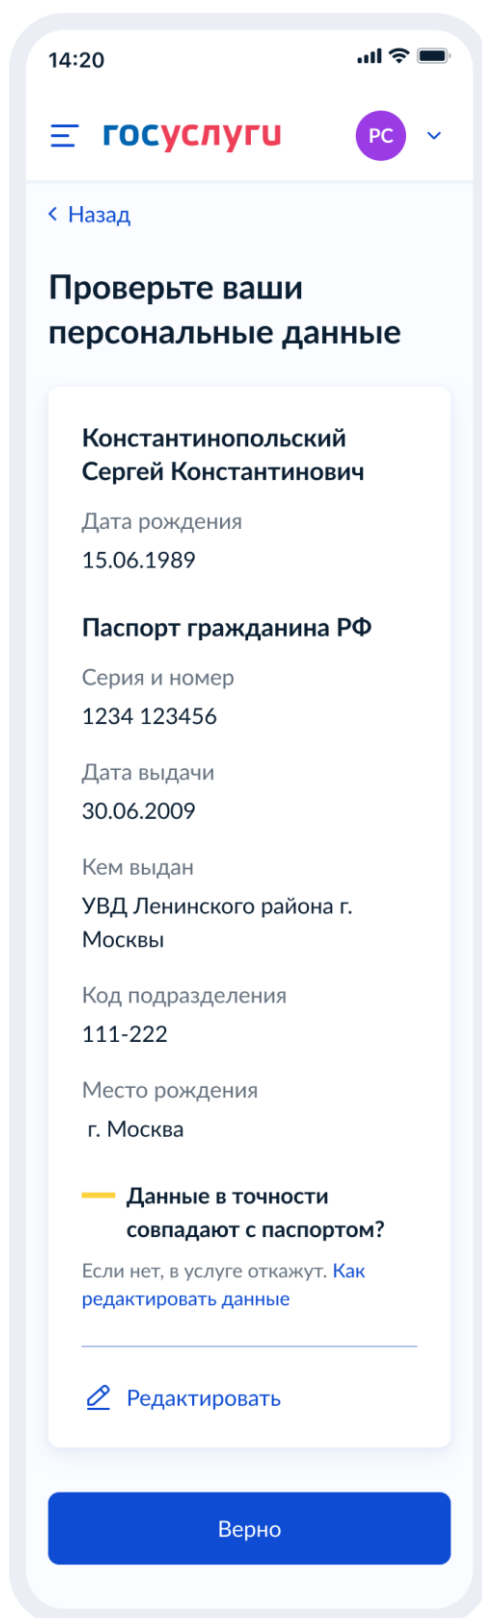 14:20
госуслуги
РС
Назад
Проверьте ваши
персональные данные
Константинопольский
Сергей Константинович
Дата рождения
15.06.1989
Паспорт гражданина РФ
Серия и номер
1234 123456
Дата выдачи
30.06.2009
Кем выдан
УВД Ленинского района г.
Москвы
Код подразделения
111-222
Место рождения
г. Москва
Данные в точности
совпадают с паспортом?
Если нет, в услуге откажут. Как
редактировать данные
Редактировать
Верно